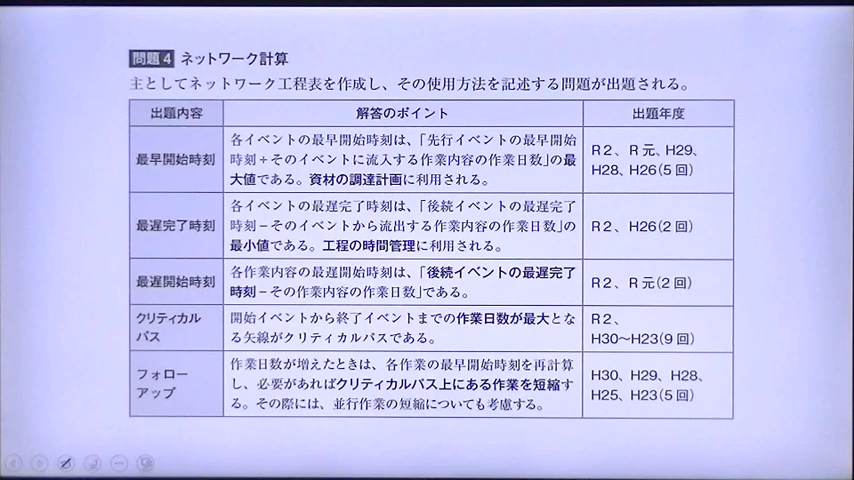 問題4 ネットワーク計算
主としてネットワーク工程表を作成し、その使用方法を記述する問題が出題される。
出題内容 解答のポイント 出題年度
最早開始時刻
各イベントの最早開始時刻は、「先行イベントの最早開始
時刻+そのイベントに流入する作業内容の作業日数」の最
大値である。資材の調達計画に利用される。
R2、R元、H29、
H28、H26(5回)
最遅完了時刻
各イベントの最遅完了時刻は、「後続イベントの最遅完了
時刻−そのイベントから流出する作業内容の作業日数」の
最小値である。工程の時間管理に利用される。
R2、H26(2回)
最遅開始時刻
各作業内容の最遅開始時刻は、「後続イベントの最遅完了
時刻−その作業内容の作業日数」である。
R2、R元(2回)
クリティカル
パス
開始イベントから終了イベントまでの作業日数が最大とな
る矢線がクリティカルパスである。
R2、
H30〜H23(9回)
フォロー
アップ
作業日数が増えたときは、各作業の最早開始時刻を再計算
し、必要があればクリティカルパス上にある作業を短縮す
る。その際には、並行作業の短縮についても考慮する。
H30、H29、H28、
H25、H23(5回)